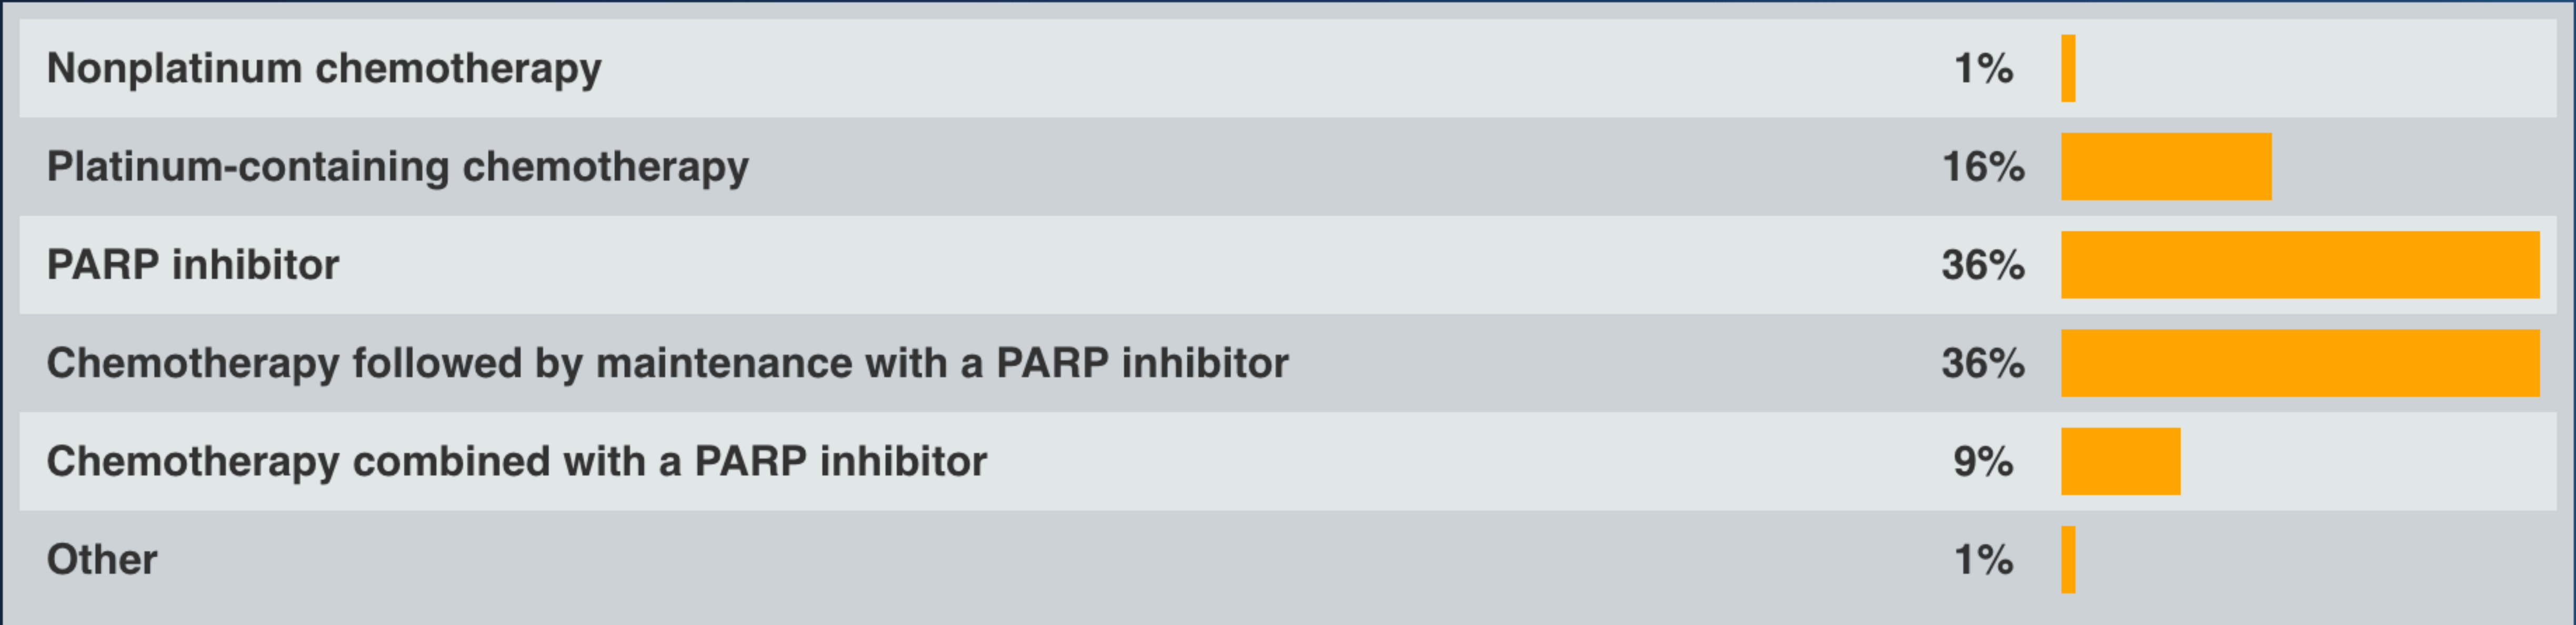 Nonplatinum chemotherapy 1%
Platinum-containing chemotherapy 16%
PARP inhibitor 36%
Chemotherapy followed by maintenance with a PARP inhibitor 36%
Chemotherapy combined with a PARP inhibitor 9%
Other 1%